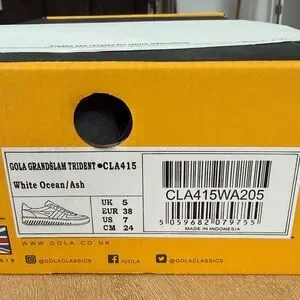 GOLA GRANDSLAM TRIDENT●CLA415
White Ocean/Ash
UK 5
EUR 38
US 7
CM 24
CLA415WA205
5 059682 079755
MADE IN INDONESIA
WWW.GOLA.CO.UK
@GOLACLASSICS
/GOLA
@GOLACLASSICS